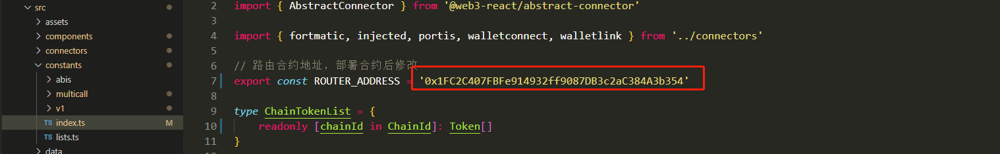 src
assets
components
connectors
constants
abis
multicall
v1
TS index.ts M
TS lists.ts
data
2 import { AbstractConnector } from '@web3-react/abstract-connector'
3
4 import { fortmatic, injected, portis, walletconnect, walletlink } from '../connectors'
5
6 // 路由合约地址，部署合约后修改
7 export const ROUTER_ADDRESS = '0x1FC2C407FBFe914932ff9087DB3c2aC384A3b354'
8
9 type ChainTokenList = {
10 readonly [chainId in ChainId]: Token[]
11 }